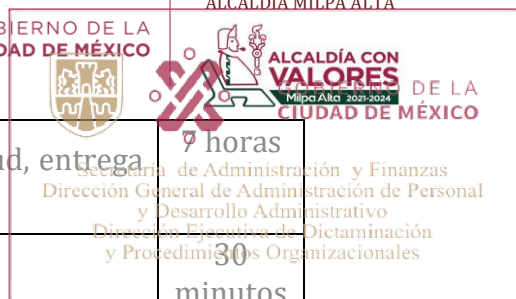 ALCALDÍA MILPA ALTA
BIERNO DE LA
DAD DE MÉXICO
ALCALDÍA CON
VALORES
Milpa Alta 2021-2024
GOBIERNO DE LA
CIUDAD DE MÉXICO
ud, entrega
7 horas
Secretaría de Administración y Finanzas
Dirección General de Administración de Personal
y Desarrollo Administrativo
Dirección Ejecutiva de Dictaminación
y Procedimientos Organizacionales
30
minutos